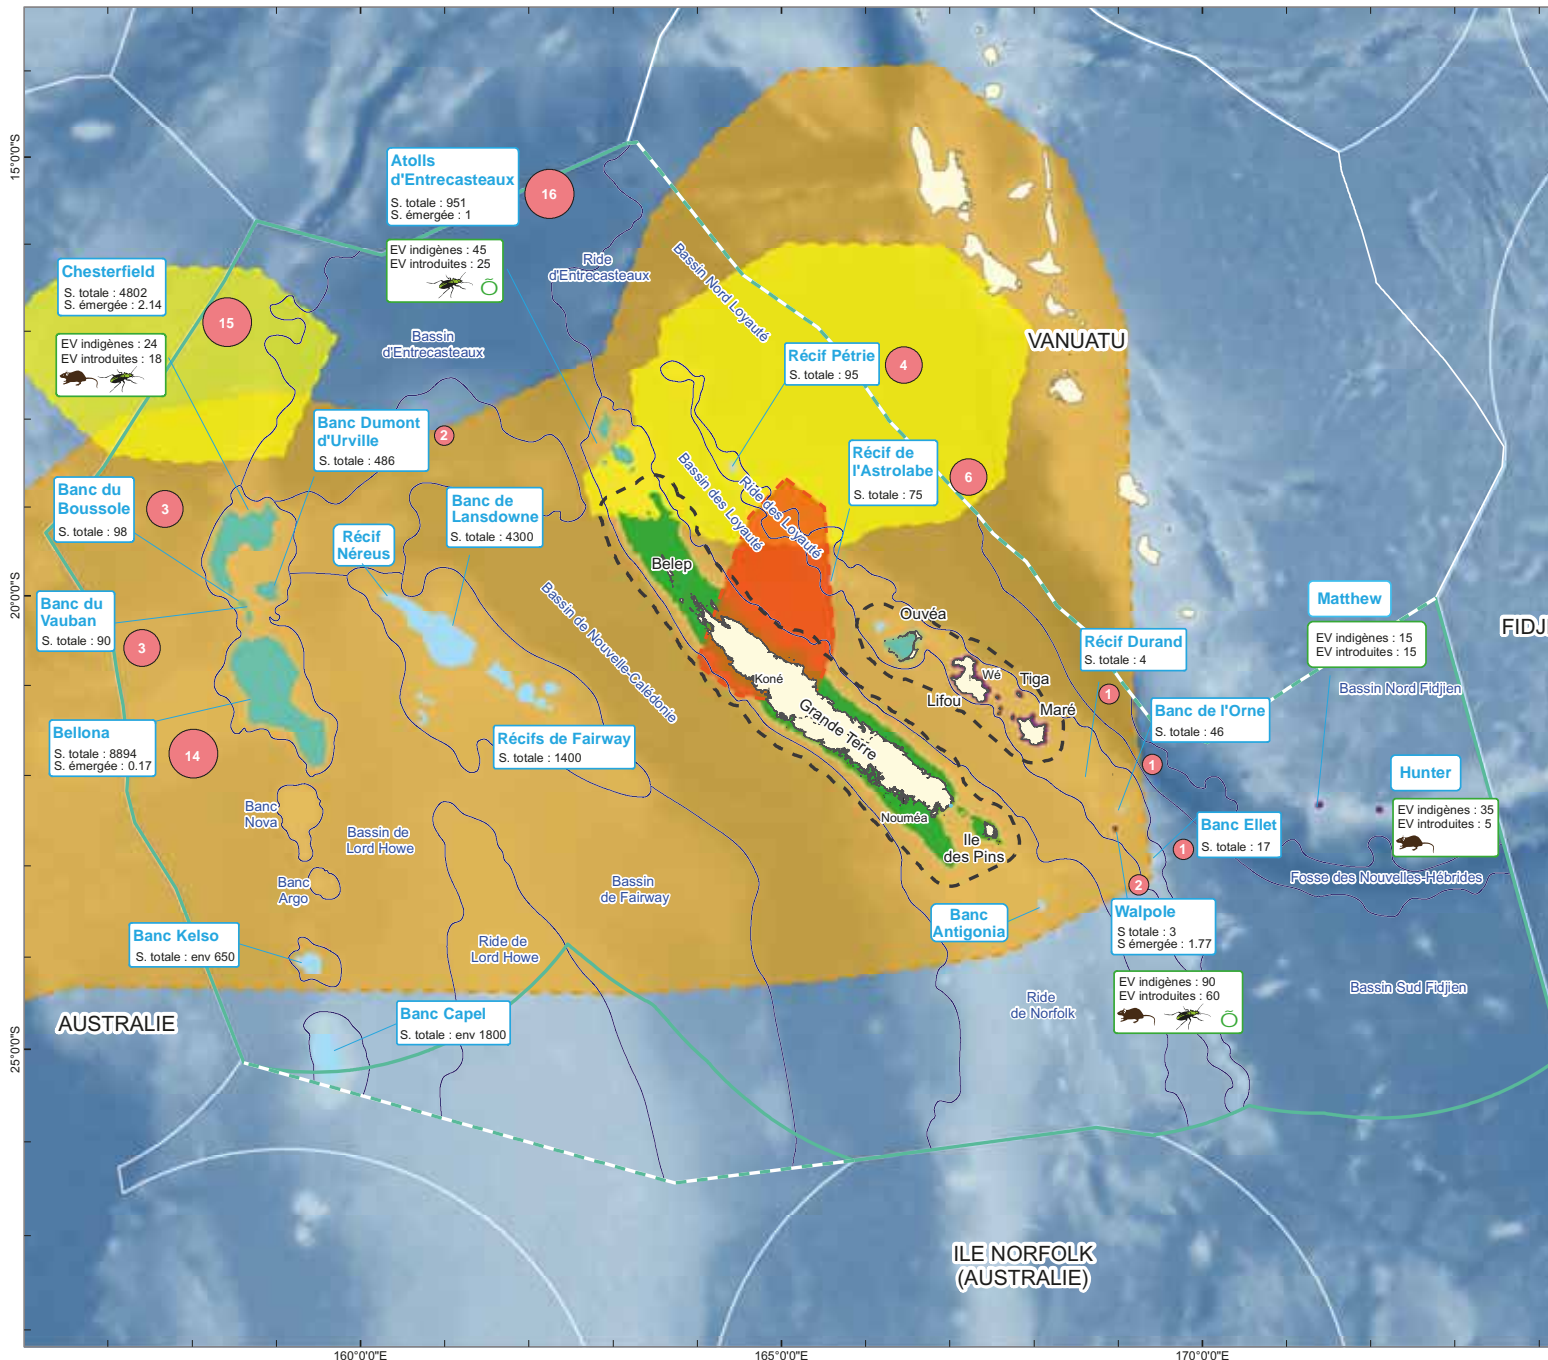 Atolls
d'Entrecasteaux
S. totale : 951
S. émergée : 1
16
EV indigènes : 45
EV introduites : 25
Õ
Ride
d'Entrecasteaux
Bassin Nord Loyauté
Chesterfield
S. totale : 4802
S. émergée : 2.14
15
EV indigènes : 24
EV introduites : 18
Bassin
d'Entrecasteaux
VANUATU
Récif Pétrie
S. totale : 95
4
Banc Dumont
d'Urville
S. totale : 486
2
Récif de
l'Astrolabe
S. totale : 75
6
Banc du
Boussole
S. totale : 98
3
Banc de
Lansdowne
S. totale : 4300
Récif
Néreus
Bassin des Loyauté
Ride des Loyauté
Belep
Bassin de Nouvelle-Calédonie
Banc du
Vauban
S. totale : 90
3
Ouvéa
Wé
Tiga
Lifou
Maré
Koné
Grande Terre
Nouméa
Ile
des Pins
Récif Durand
S. totale : 4
1
Matthew
EV indigènes : 15
EV introduites : 15
FIDJI
Bassin Nord Fidjien
Banc de l'Orne
S. totale : 46
1
Bellona
S. totale : 8894
S. émergée : 0.17
14
Récifs de Fairway
S. totale : 1400
Hunter
EV indigènes : 35
EV introduites : 5
Banc
Nova
Bassin de
Lord Howe
Banc Ellet
S. totale : 17
1
Fosse des Nouvelles-Hébrides
Banc
Argo
Bassin
de Fairway
2
Banc
Antigonia
Walpole
S totale : 3
S émergée : 1.77
EV indigènes : 90
EV introduites : 60
Õ
Banc Kelso
S. totale : env 650
Ride de
Lord Howe
Ride
de Norfolk
Bassin Sud Fidjien
AUSTRALIE
Banc Capel
S. totale : env 1800
ILE NORFOLK
(AUSTRALIE)
15°0'0"S
20°0'0"S
25°0'0"S
160°0'0"E
165°0'0"E
170°0'0"E